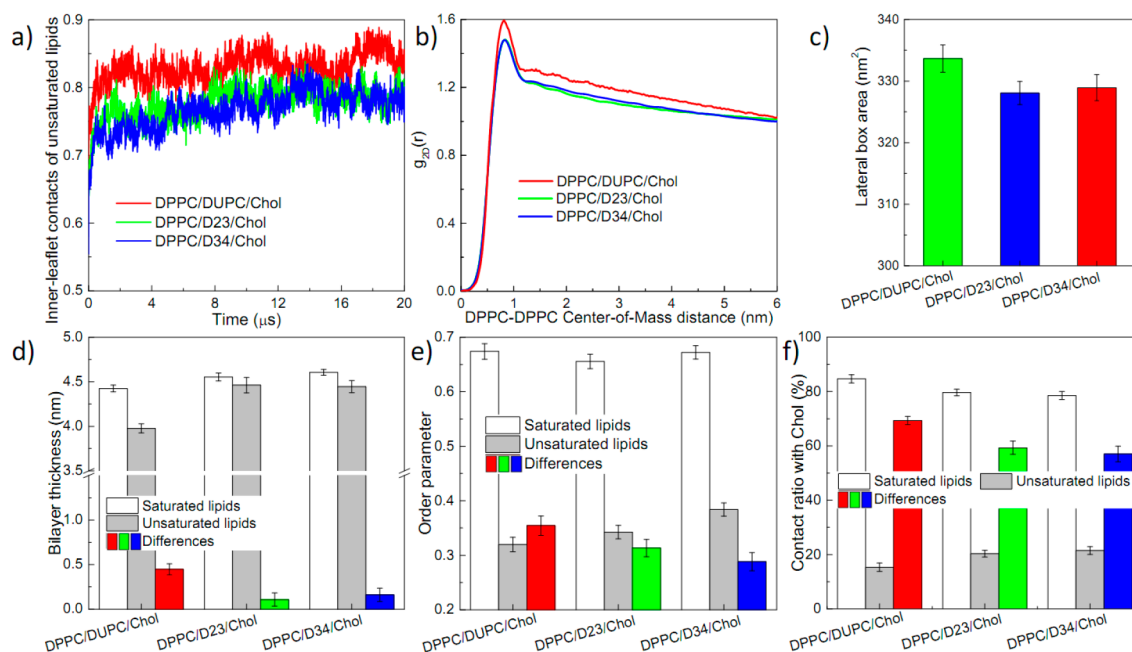 a)
Inner-leaflet contacts of unsaturated lipids
0.9
0.8
0.7
0.6
0.5
DPPC/DUPC/Chol
DPPC/D23/Chol
DPPC/D34/Chol
0 4 8 12 16 20
Time (μs)
b)
g2D(r)
1.6
1.2
0.8
0.4
0.0
DPPC/DUPC/Chol
DPPC/D23/Chol
DPPC/D34/Chol
0 1 2 3 4 5 6
DPPC-DPPC Center-of-Mass distance (nm)
c)
Lateral box area (nm2)
340
330
320
310
300
DPPC/DUPC/Chol
DPPC/D23/Chol
DPPC/D34/Chol
d)
Bilayer thickness (nm)
5.0
4.5
4.0
3.5
1.0
0.5
0.0
Saturated lipids
Unsaturated lipids
Differences
DPPC/DUPC/Chol
DPPC/D23/Chol
DPPC/D34/Chol
e)
Order parameter
0.7
0.6
0.5
0.4
0.3
0.2
Saturated lipids
Unsaturated lipids
Differences
DPPC/DUPC/Chol
DPPC/D23/Chol
DPPC/D34/Chol
f)
Contact ratio with Chol (%)
100
80
60
40
20
0
Saturated lipids Unsaturated lipids
Differences
DPPC/DUPC/Chol
DPPC/D23/Chol
DPPC/D34/Chol